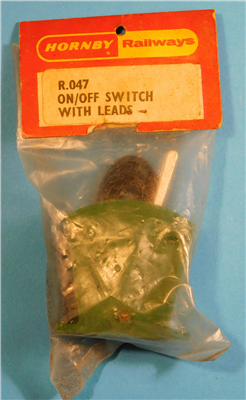 HORNBY Railways
R.047
ON/OFF SWITCH
WITH LEADS -